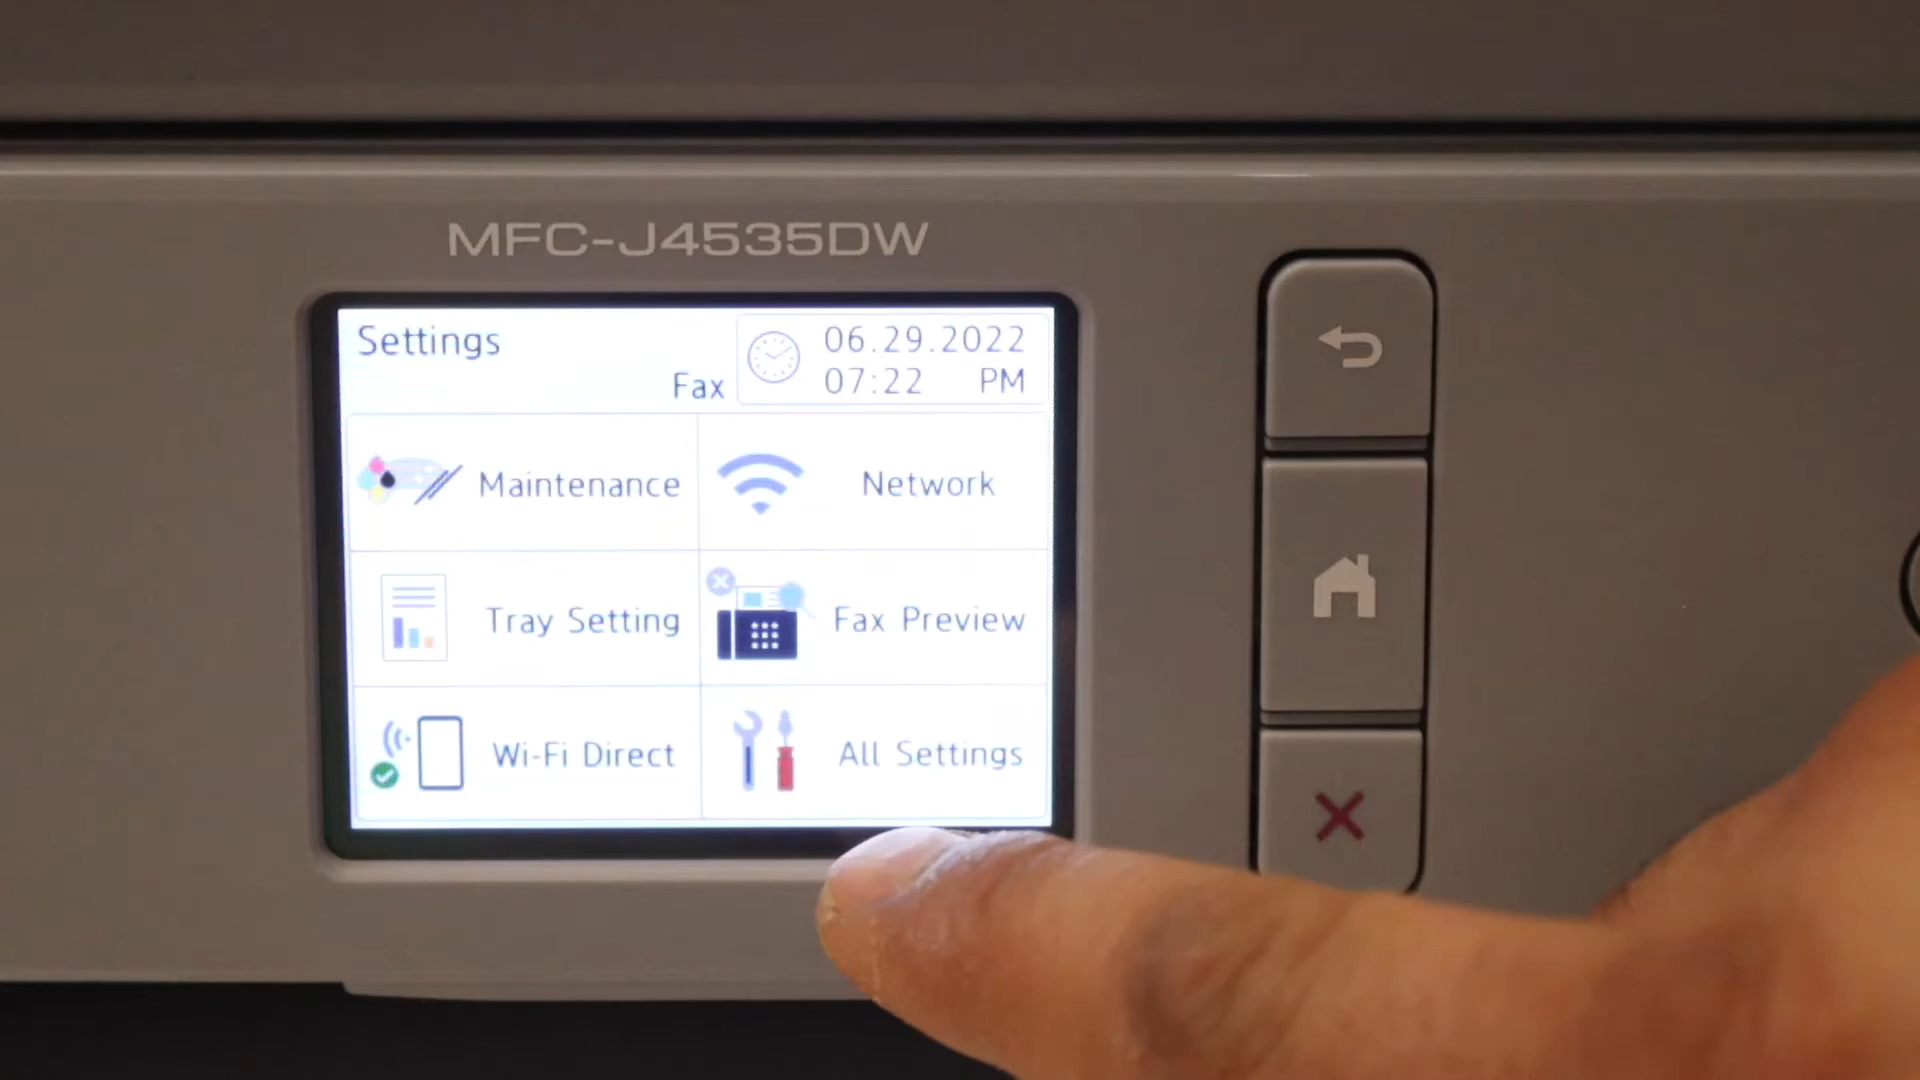 MFC-J4535DW
Settings
06.29.2022
Fax
07:22 PM
Maintenance
Network
Tray Setting
Fax Preview
Wi-Fi Direct
All Settings